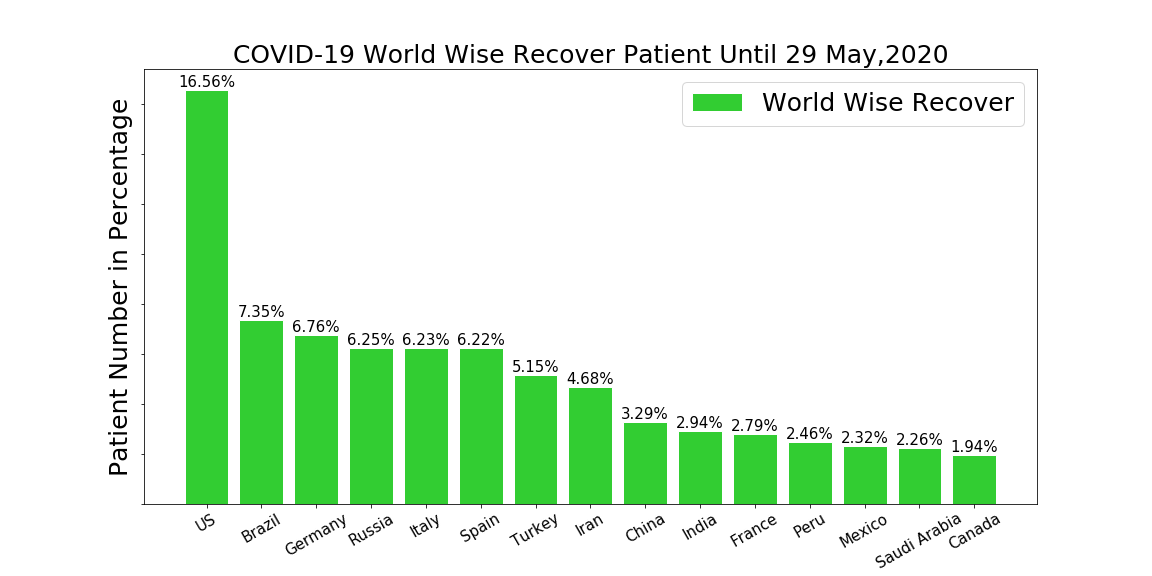 COVID-19 World Wise Recover Patient Until 29 May,2020
World Wise Recover
Patient Number in Percentage
16.56%
7.35%
6.76%
6.25%
6.23%
6.22%
5.15%
4.68%
3.29%
2.94%
2.79%
2.46%
2.32%
2.26%
1.94%
US
Brazil
Germany
Russia
Italy
Spain
Turkey
Iran
China
India
France
Peru
Mexico
Saudi Arabia
Canada